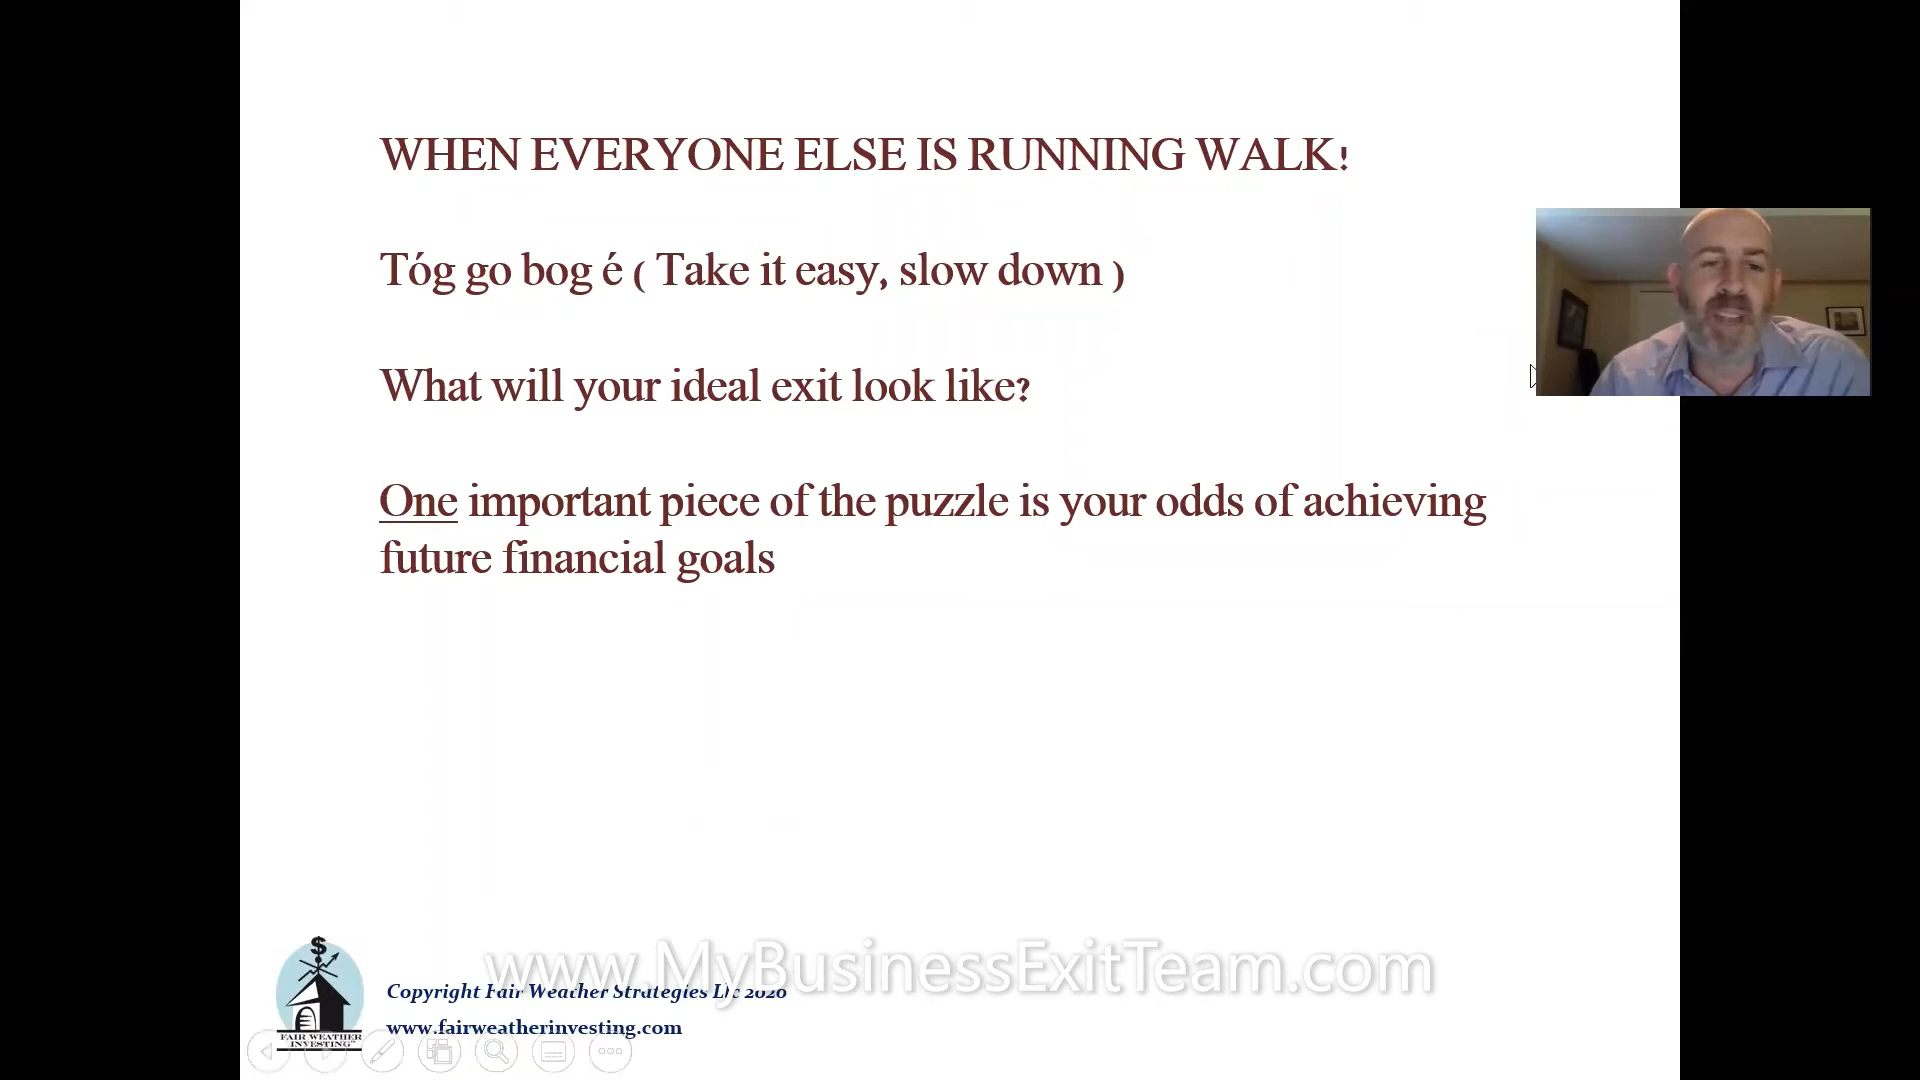 WHEN EVERYONE ELSE IS RUNNING WALK!
Tóg go bog é ( Take it easy, slow down )
What will your ideal exit look like?
One important piece of the puzzle is your odds of achieving
future financial goals
www.MyBusinessExitTeam.com
Copyright Fair Weather Strategies Llc 2020
www.fairweatherinvesting.com
$
FAIR WEATHER
INVESTING